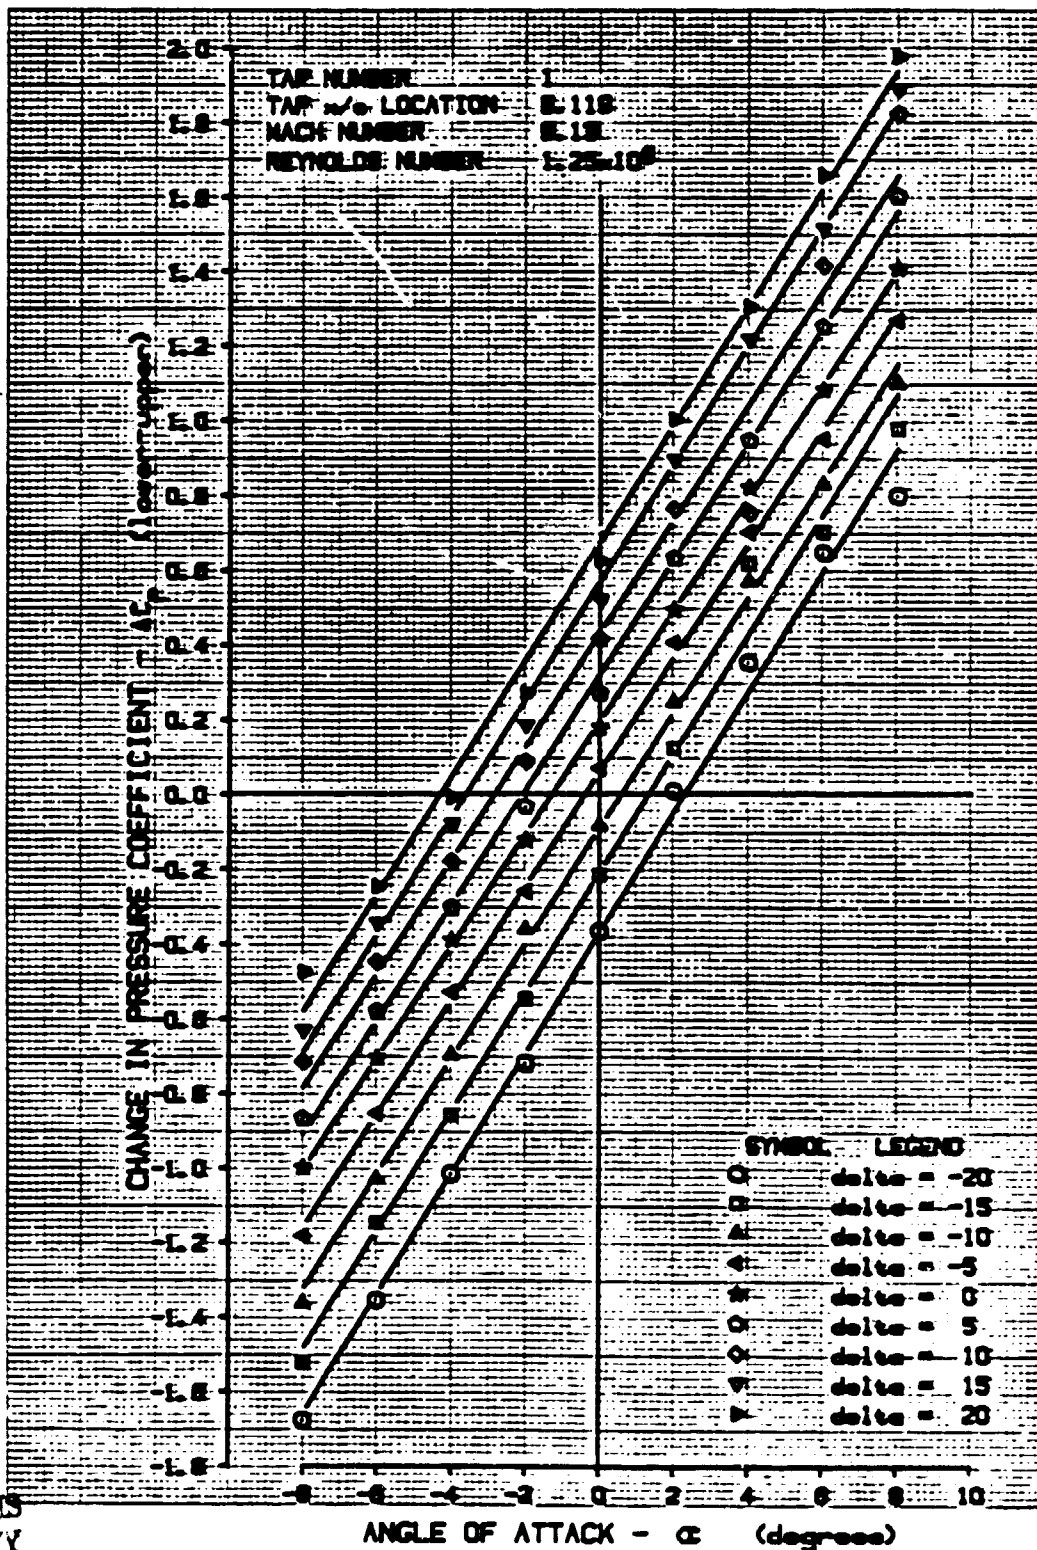 2.0
TAP NUMBER 1
TAP x/c LOCATION
1.8
MACH NUMBER
REYNOLDS NUMBER
1.6
1.4
1.2
1.0
0.8
0.6
0.4
0.2
0.0
-0.2
-0.4
-0.6
-0.8
-1.0
-1.2
-1.4
-1.6
-1.8
CHANGE IN PRESSURE COEFFICIENT - ΔCp (lower-upper)
SYMBOL LEGEND
delta = -20
delta = -15
delta = -10
delta = -5
delta = 0
delta = 5
delta = 10
delta = 15
delta = 20
-8 -6 -4 -2 0 2 4 6 8 10
ANGLE OF ATTACK - α (degrees)